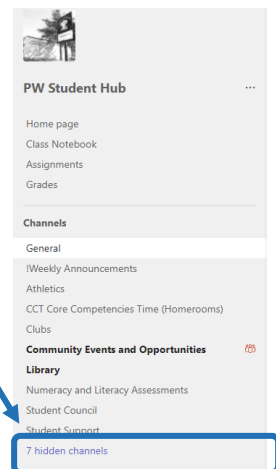 PW Student Hub ...
Home page
Class Notebook
Assignments
Grades
Channels
General
!Weekly Announcements
Athletics
CCT Core Competencies Time (Homerooms)
Clubs
Community Events and Opportunities
Library
Numeracy and Literacy Assessments
Student Council
Student Support
7 hidden channels